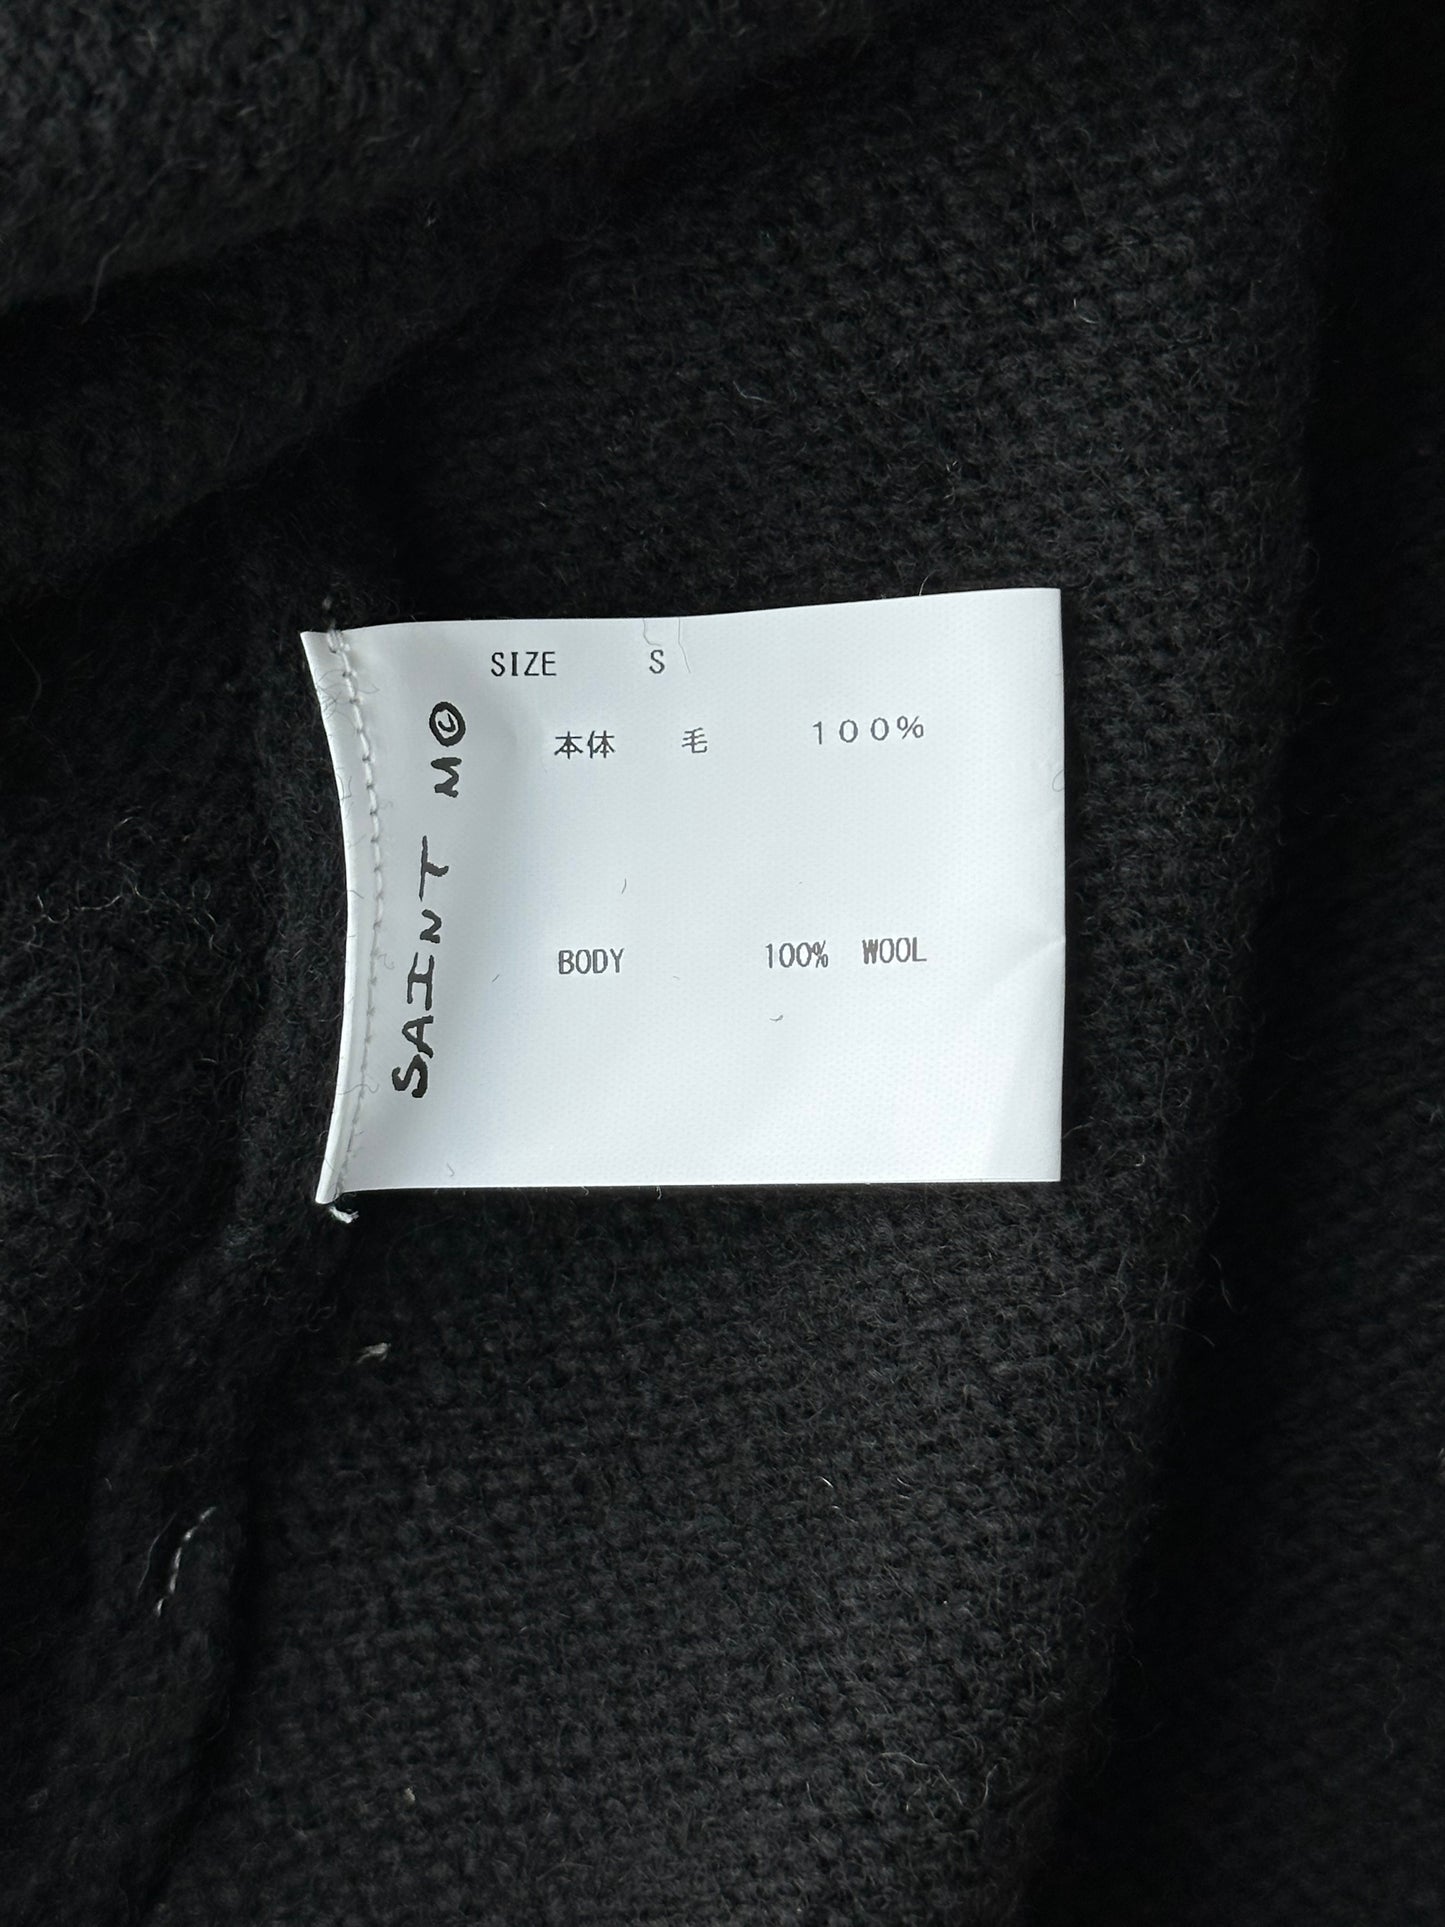 SIZE S
本体 毛 １００％
BODY 100% WOOL
SAINT M